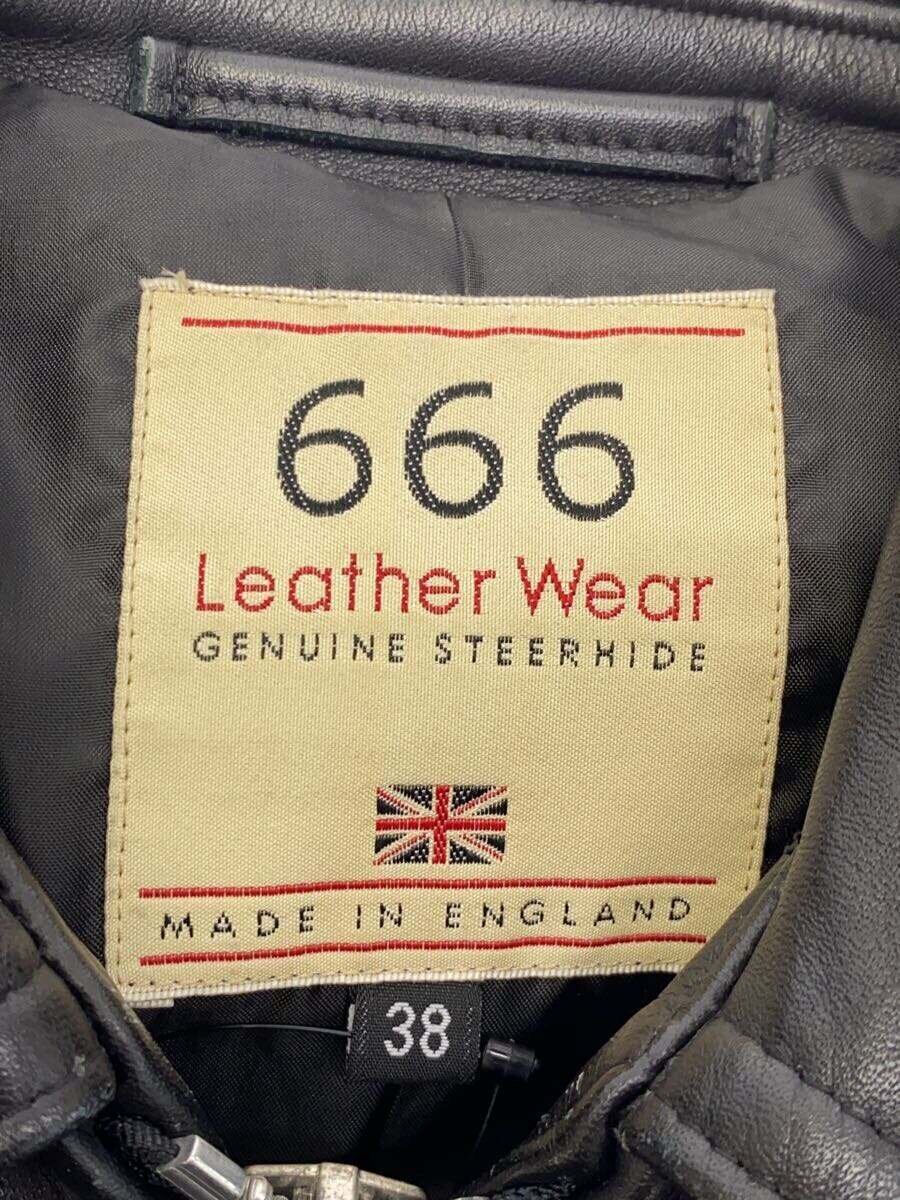 666
Leather Wear
GENUINE STEERHIDE
MADE IN ENGLAND
38